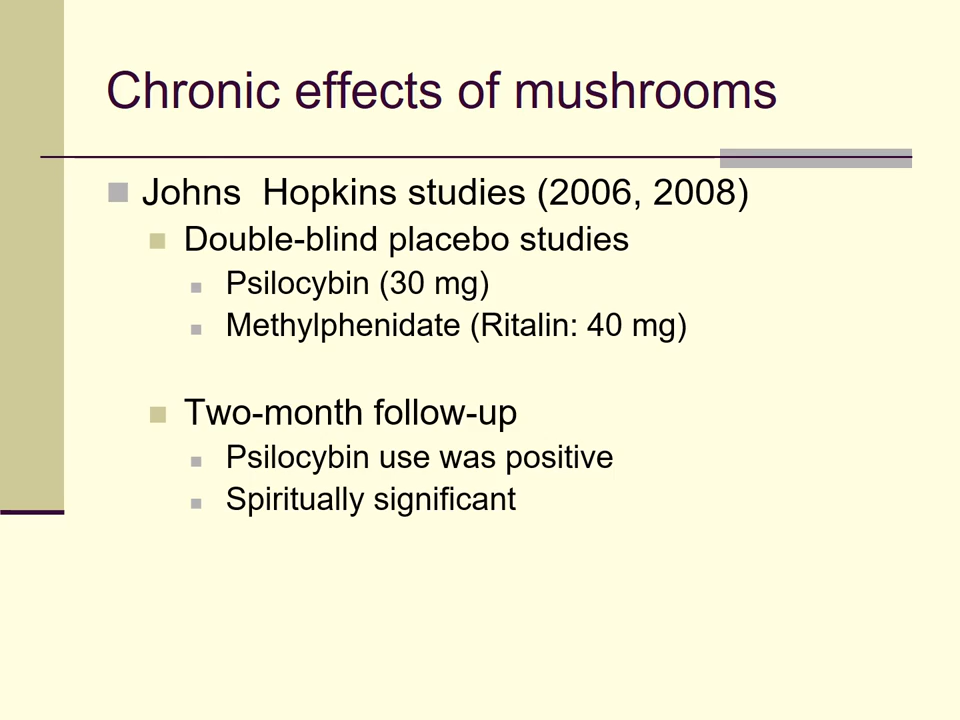 Chronic effects of mushrooms
Johns Hopkins studies (2006, 2008)
Double-blind placebo studies
Psilocybin (30 mg)
Methylphenidate (Ritalin: 40 mg)
Two-month follow-up
Psilocybin use was positive
Spiritually significant